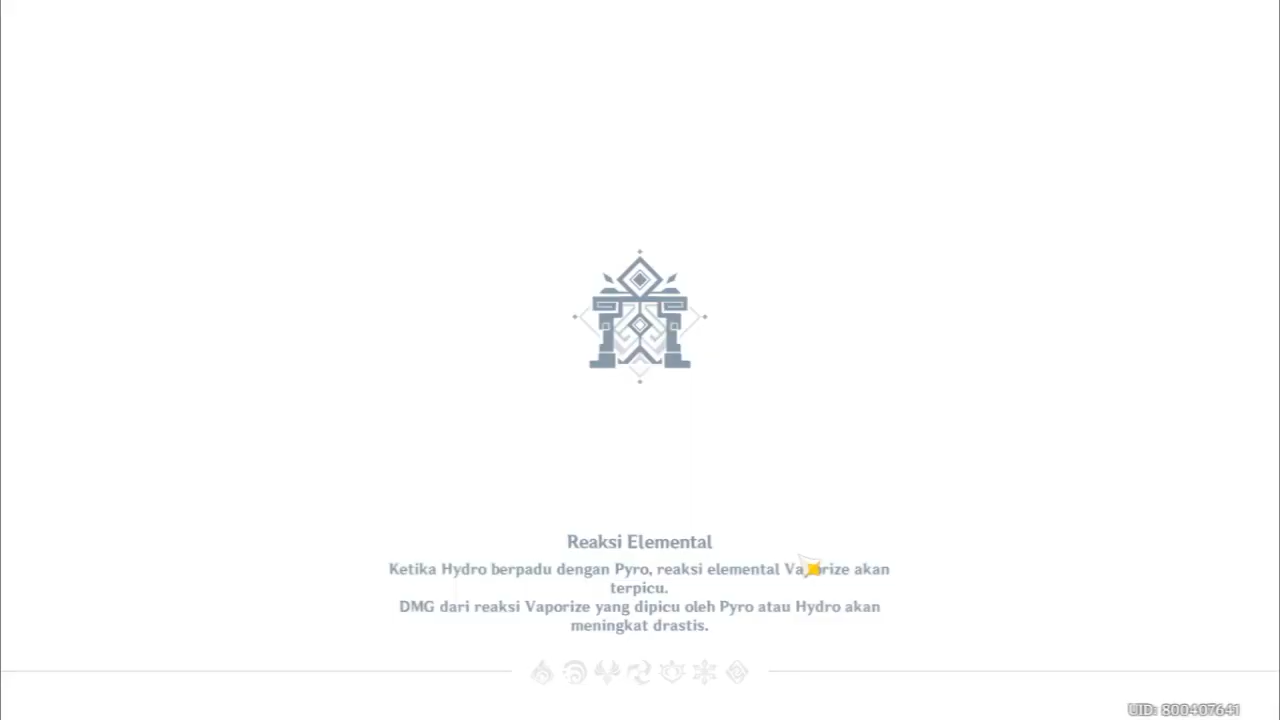 Reaksi Elemental
Ketika Hydro berpadu dengan Pyro, reaksi elemental Vaporize akan
terpicu.
DMG dari reaksi Vaporize yang dipicu oleh Pyro atau Hydro akan
meningkat drastis.
UID: 800407641